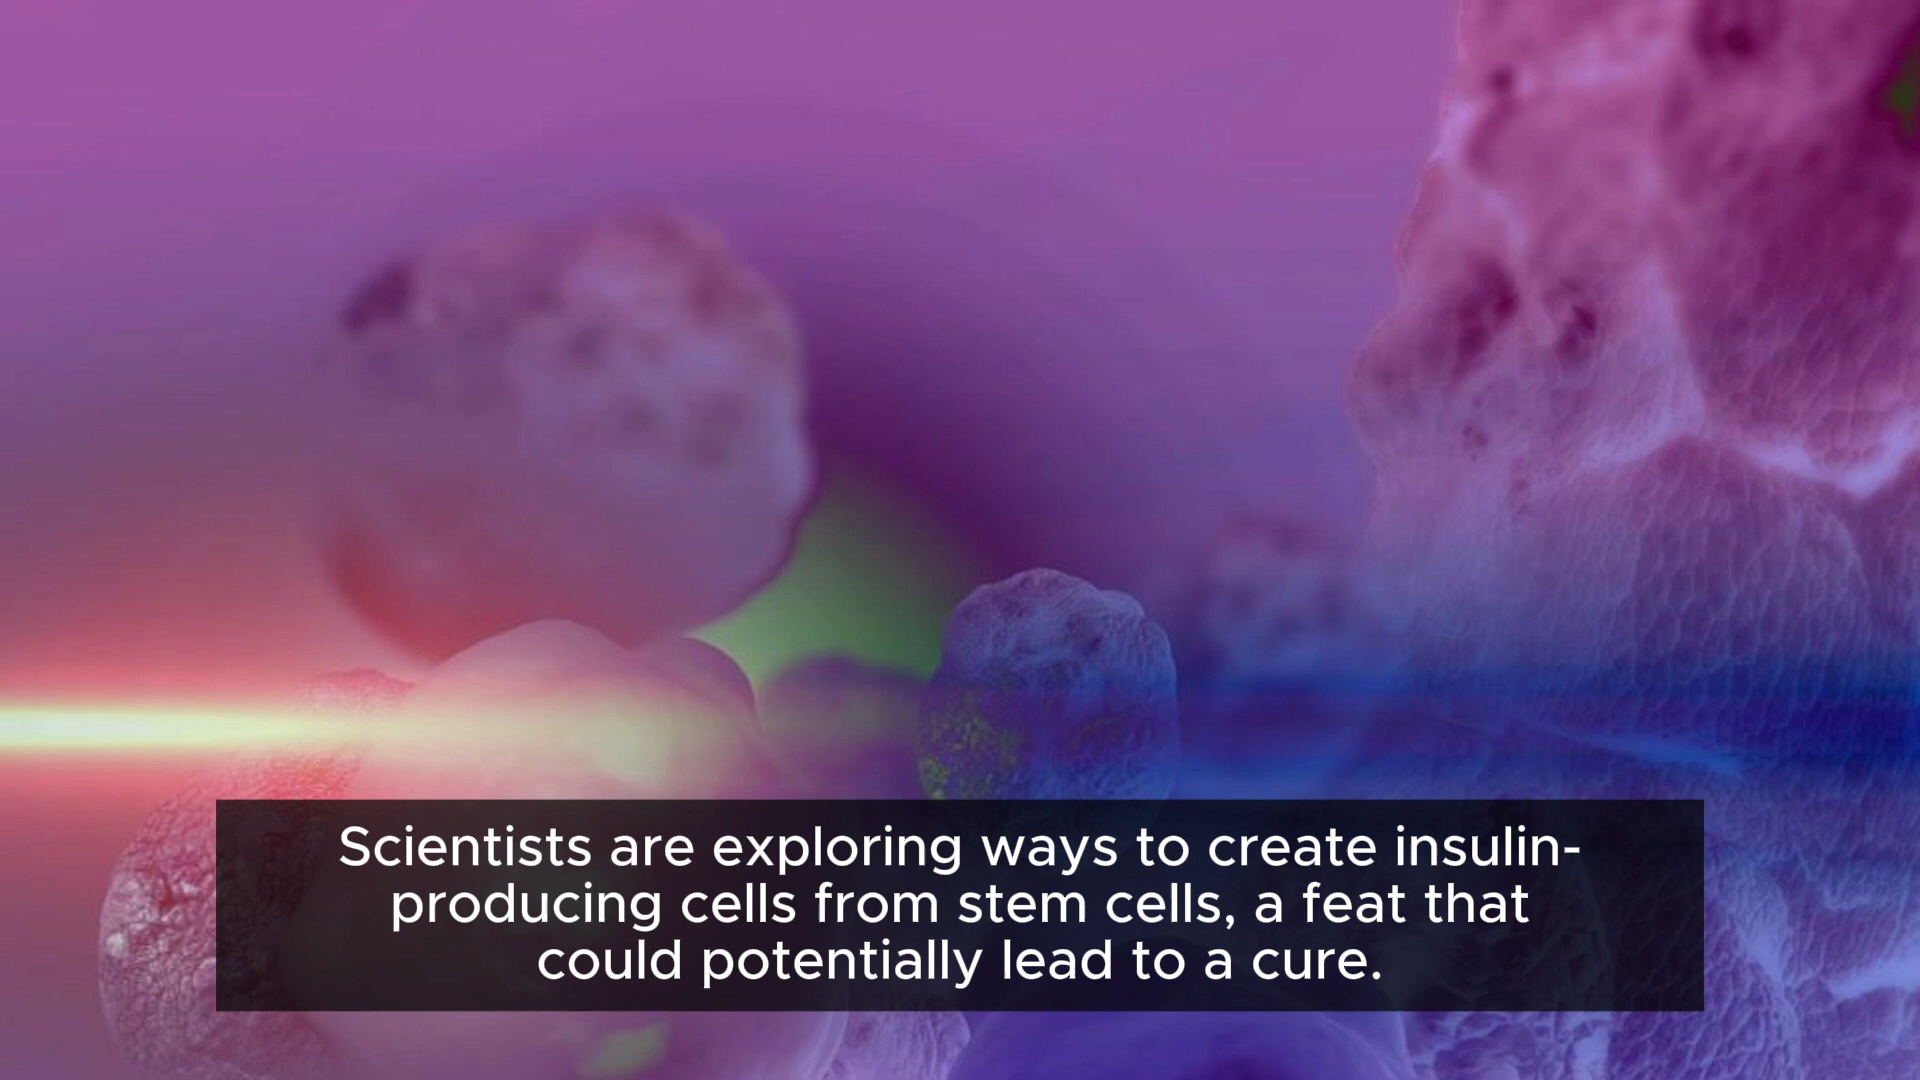 Scientists are exploring ways to create insulin-
producing cells from stem cells, a feat that
could potentially lead to a cure.